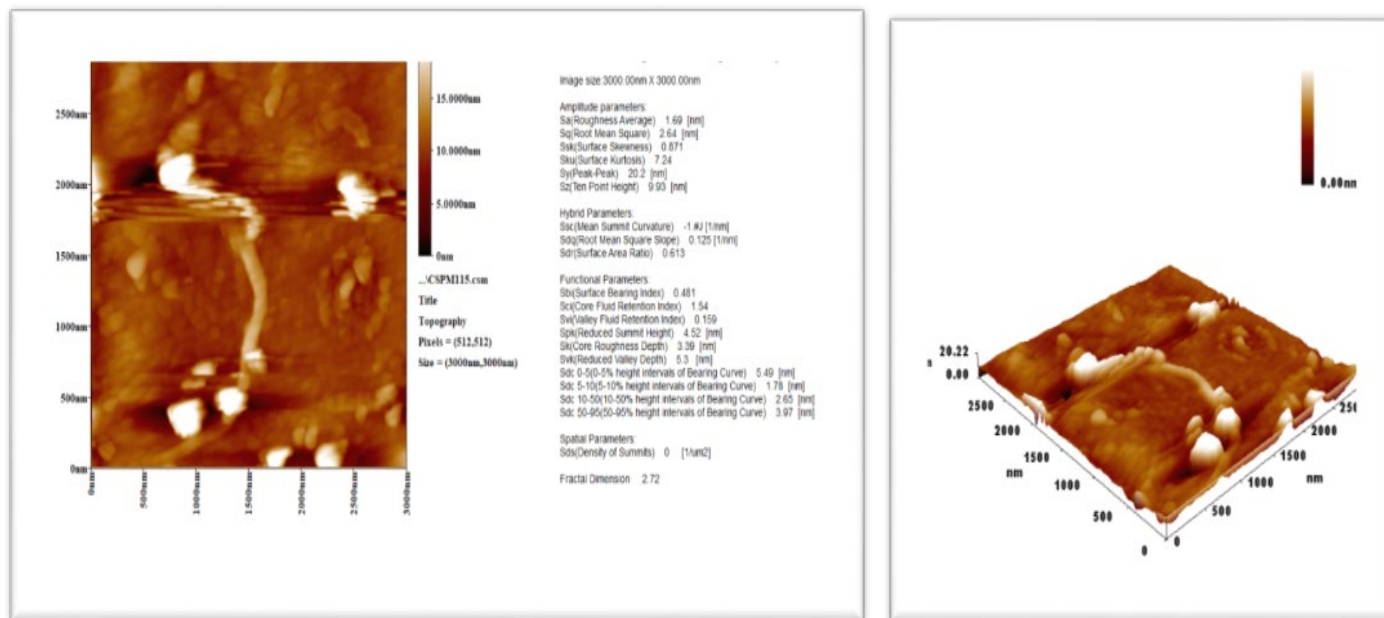 2500nm
2000nm
1500nm
1000nm
500nm
0nm
0nm
500nm
1000nm
1500nm
2000nm
2500nm
3000nm
15.0000nm
10.0000nm
5.0000nm
0nm
...\CSPM115.csm
Title
Topography
Pixels = (512,512)
Size = (3000nm,3000nm)
Image size:3000.00nm X 3000.00nm
Amplitude parameters:
Sa(Roughness Average) 1.69 [nm]
Sq(Root Mean Square) 2.64 [nm]
Ssk(Surface Skewness) 0.871
Sku(Surface Kurtosis) 7.24
Sy(Peak-Peak) 20.2 [nm]
Sz(Ten Point Height) 9.93 [nm]
Hybrid Parameters:
Ssc(Mean Summit Curvature) -1.#J [1/nm]
Sdq(Root Mean Square Slope) 0.125 [1/nm]
Sdr(Surface Area Ratio) 0.613
Functional Parameters:
Sbi(Surface Bearing Index) 0.481
Sci(Core Fluid Retention Index) 1.54
Svi(Valley Fluid Retention Index) 0.159
Spk(Reduced Summit Height) 4.52 [nm]
Sk(Core Roughness Depth) 3.39 [nm]
Svk(Reduced Valley Depth) 5.3 [nm]
Sdc 0-5(0-5% height intervals of Bearing Curve) 5.49 [nm]
Sdc 5-10(5-10% height intervals of Bearing Curve) 1.78 [nm]
Sdc 10-50(10-50% height intervals of Bearing Curve) 2.65 [nm]
Sdc 50-95(50-95% height intervals of Bearing Curve) 3.97 [nm]
Spatial Parameters:
Sds(Density of Summits) 0 [1/um2]
Fractal Dimension 2.72
0.00nm
20.22
0.00
2500
2000
1500
1000
500
0
nm
0
500
1000
1500
2000
250
nm